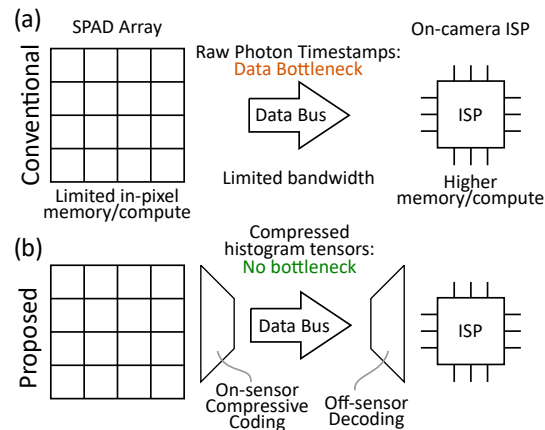 (a)
SPAD Array
On-camera ISP
Conventional
Raw Photon Timestamps:
Data Bottleneck
Data Bus
ISP
Limited bandwidth
Limited in-pixel
memory/compute
Higher
memory/compute
(b)
Proposed
Compressed
histogram tensors:
No bottleneck
Data Bus
ISP
On-sensor
Compressive
Coding
Off-sensor
Decoding